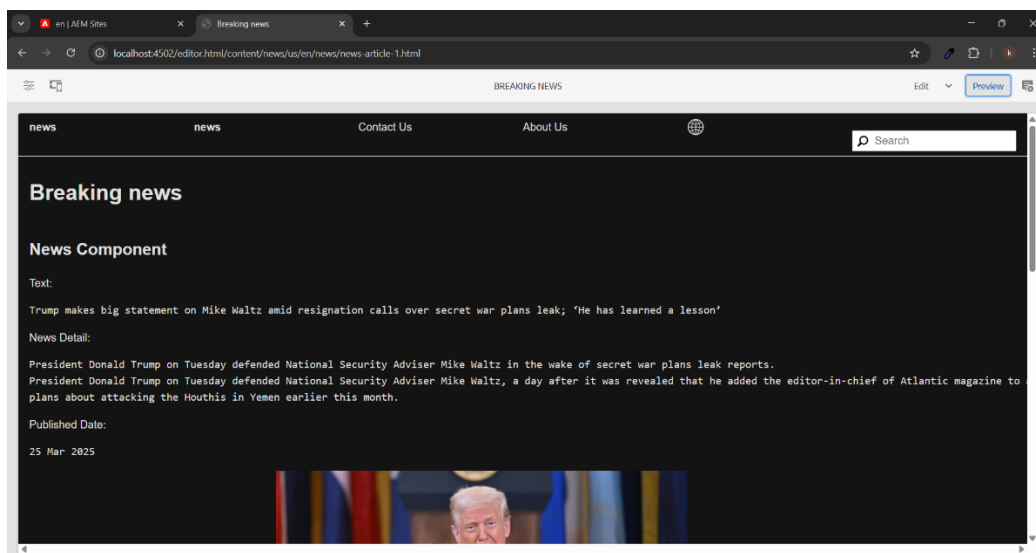 en | AEM Sites
Breaking news
localhost:4502/editor.html/content/news/us/en/news/news-article-1.html
k
BREAKING NEWS
Edit
Preview
news
news
Contact Us
About Us
Search
Breaking news
News Component
Text:
Trump makes big statement on Mike Waltz amid resignation calls over secret war plans leak; ‘He has learned a lesson’
News Detail:
President Donald Trump on Tuesday defended National Security Adviser Mike Waltz in the wake of secret war plans leak reports.
President Donald Trump on Tuesday defended National Security Adviser Mike Waltz, a day after it was revealed that he added the editor-in-chief of Atlantic magazine to
plans about attacking the Houthis in Yemen earlier this month.
Published Date:
25 Mar 2025